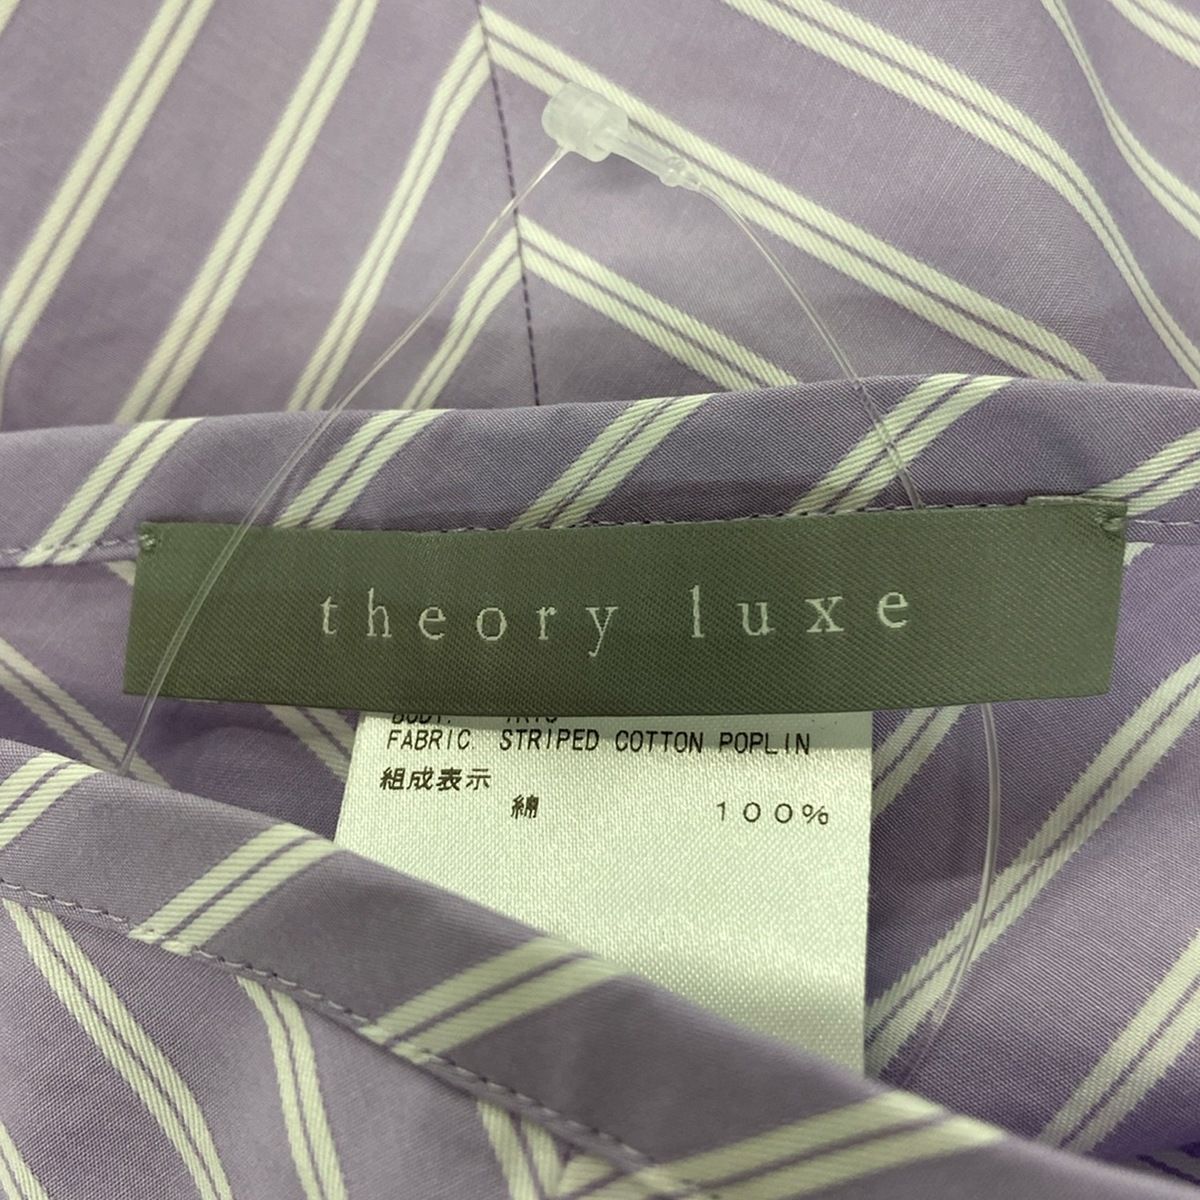 theory luxe
FABRIC STRIPED COTTON POPLIN
組成表示
綿 100%